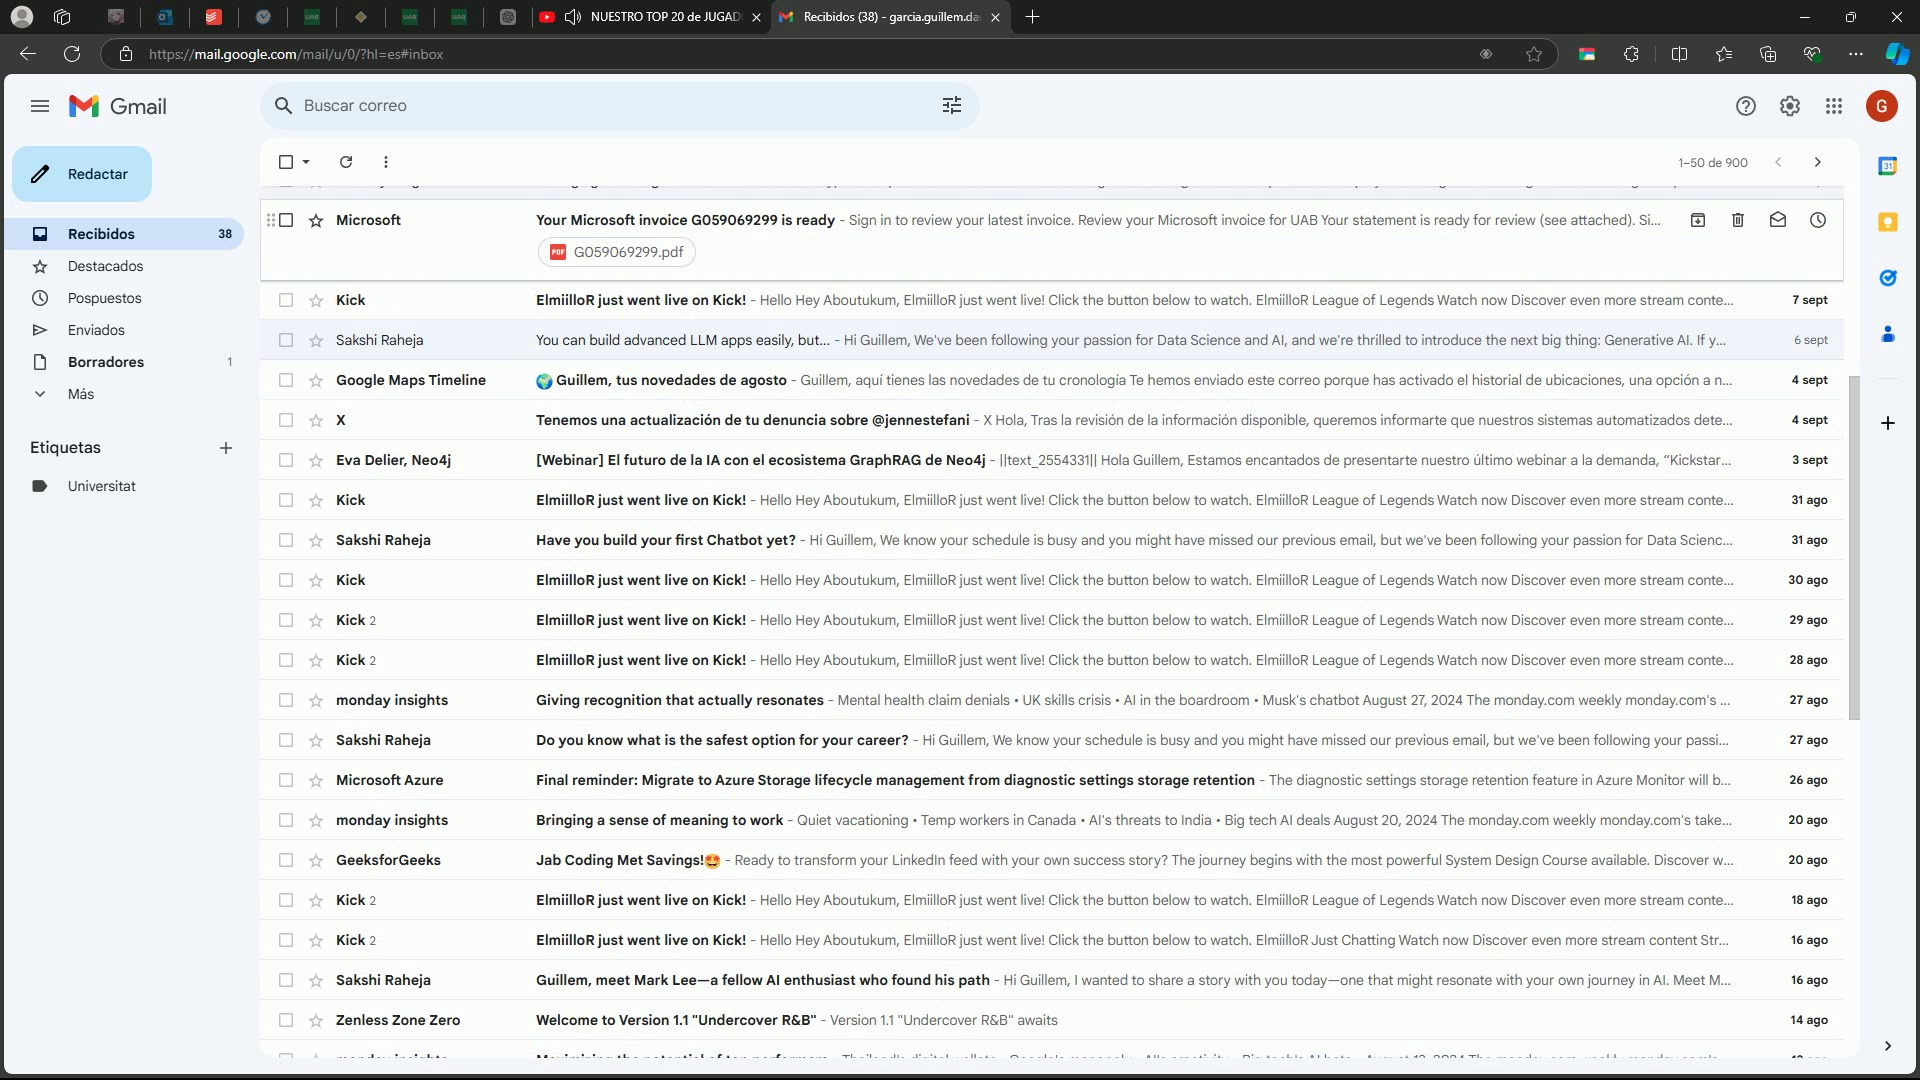 NUESTRO TOP 20 de JUGAD
Recibidos (38) - garcia.guillem.da
https://mail.google.com/mail/u/0/?hl=es#inbox
Gmail
Buscar correo
G
Redactar
1–50 de 900
Recibidos 38
Destacados
Pospuestos
Enviados
Borradores 1
Más
Etiquetas
Universitat
Microsoft Your Microsoft invoice G059069299 is ready - Sign in to review your latest invoice. Review your Microsoft invoice for UAB Your statement is ready for review (see attached). Si...
PDF G059069299.pdf
Kick ElmiilloR just went live on Kick! - Hello Hey Aboutukum, ElmiilloR just went live! Click the button below to watch. ElmiilloR League of Legends Watch now Discover even more stream conte... 7 sept
Sakshi Raheja You can build advanced LLM apps easily, but... - Hi Guillem, We've been following your passion for Data Science and AI, and we're thrilled to introduce the next big thing: Generative AI. If y... 6 sept
Google Maps Timeline 🌍 Guillem, tus novedades de agosto - Guillem, aquí tienes las novedades de tu cronología Te hemos enviado este correo porque has activado el historial de ubicaciones, una opción a n... 4 sept
X Tenemos una actualización de tu denuncia sobre @jennestefani - X Hola, Tras la revisión de la información disponible, queremos informarte que nuestros sistemas automatizados dete... 4 sept
Eva Delier, Neo4j [Webinar] El futuro de la IA con el ecosistema GraphRAG de Neo4j - ||text_2554331|| Hola Guillem, Estamos encantados de presentarte nuestro último webinar a la demanda, “Kickstar... 3 sept
Kick ElmiilloR just went live on Kick! - Hello Hey Aboutukum, ElmiilloR just went live! Click the button below to watch. ElmiilloR League of Legends Watch now Discover even more stream conte... 31 ago
Sakshi Raheja Have you build your first Chatbot yet? - Hi Guillem, We know your schedule is busy and you might have missed our previous email, but we've been following your passion for Data Scienc... 31 ago
Kick ElmiilloR just went live on Kick! - Hello Hey Aboutukum, ElmiilloR just went live! Click the button below to watch. ElmiilloR League of Legends Watch now Discover even more stream conte... 30 ago
Kick 2 ElmiilloR just went live on Kick! - Hello Hey Aboutukum, ElmiilloR just went live! Click the button below to watch. ElmiilloR League of Legends Watch now Discover even more stream conte... 29 ago
Kick 2 ElmiilloR just went live on Kick! - Hello Hey Aboutukum, ElmiilloR just went live! Click the button below to watch. ElmiilloR League of Legends Watch now Discover even more stream conte... 28 ago
monday insights Giving recognition that actually resonates - Mental health claim denials • UK skills crisis • AI in the boardroom • Musk's chatbot August 27, 2024 The monday.com weekly monday.com's ... 27 ago
Sakshi Raheja Do you know what is the safest option for your career? - Hi Guillem, We know your schedule is busy and you might have missed our previous email, but we've been following your passi... 27 ago
Microsoft Azure Final reminder: Migrate to Azure Storage lifecycle management from diagnostic settings storage retention - The diagnostic settings storage retention feature in Azure Monitor will b... 26 ago
monday insights Bringing a sense of meaning to work - Quiet vacationing • Temp workers in Canada • AI's threats to India • Big tech AI deals August 20, 2024 The monday.com weekly monday.com's take... 20 ago
GeeksforGeeks Jab Coding Met Savings!🤩 - Ready to transform your LinkedIn feed with your own success story? The journey begins with the most powerful System Design Course available. Discover w... 20 ago
Kick 2 ElmiilloR just went live on Kick! - Hello Hey Aboutukum, ElmiilloR just went live! Click the button below to watch. ElmiilloR League of Legends Watch now Discover even more stream conte... 18 ago
Kick 2 ElmiilloR just went live on Kick! - Hello Hey Aboutukum, ElmiilloR just went live! Click the button below to watch. ElmiilloR Just Chatting Watch now Discover even more stream content Str... 16 ago
Sakshi Raheja Guillem, meet Mark Lee—a fellow AI enthusiast who found his path - Hi Guillem, I wanted to share a story with you today—one that might resonate with your own journey in AI. Meet M... 16 ago
Zenless Zone Zero Welcome to Version 1.1 "Undercover R&B" - Version 1.1 "Undercover R&B" awaits 14 ago